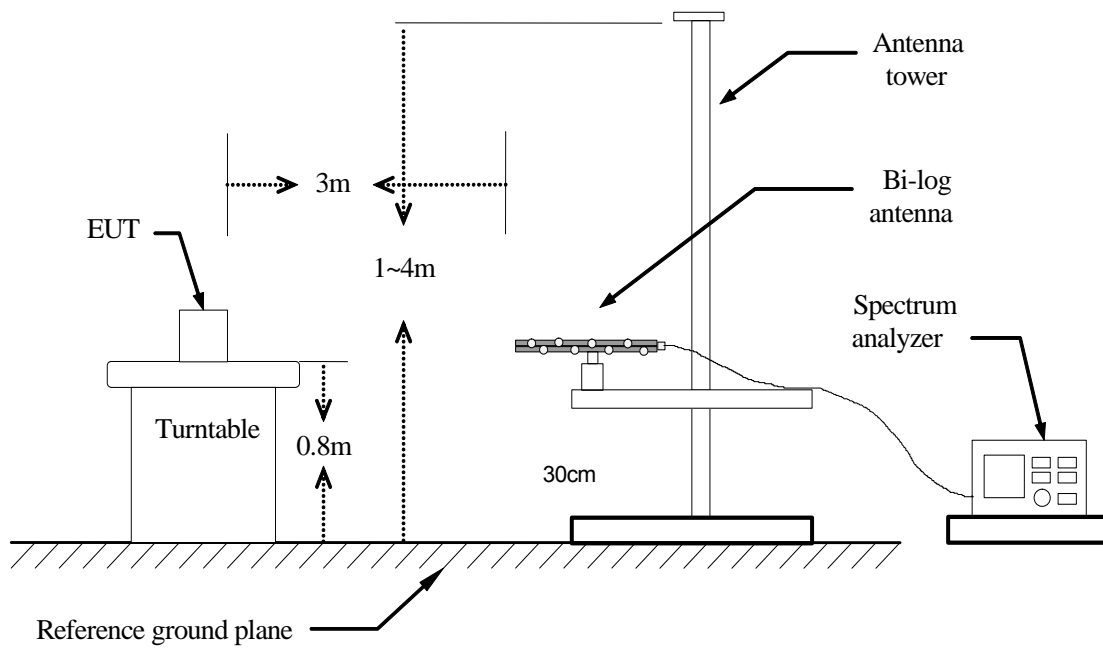 Antenna
tower
3m
Bi-log
antenna
EUT
1~4m
Spectrum
analyzer
Turntable
0.8m
30cm
Reference ground plane